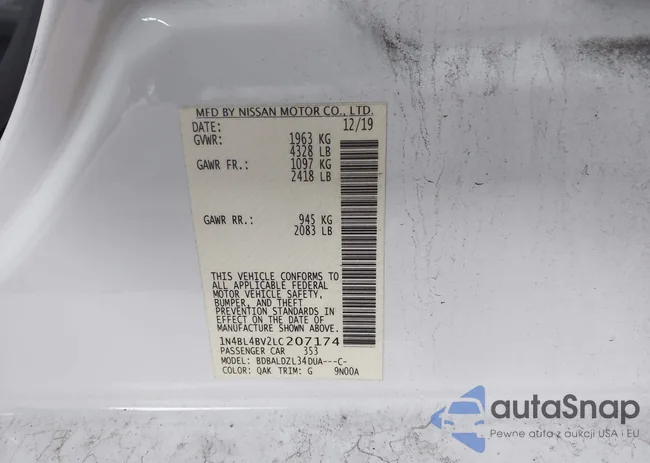 MFD BY NISSAN MOTOR CO., LTD.
DATE: 12/19
GVWR: 1963 KG
4328 LB
GAWR FR.: 1097 KG
2418 LB
GAWR RR.: 945 KG
2083 LB
THIS VEHICLE CONFORMS TO
ALL APPLICABLE FEDERAL
MOTOR VEHICLE SAFETY,
BUMPER, AND THEFT
PREVENTION STANDARDS IN
EFFECT ON THE DATE OF
MANUFACTURE SHOWN ABOVE.
1N4BL4BV2LC207174
PASSENGER CAR 353
MODEL: BDBALDZL34DUA---C-
COLOR: QAK TRIM: G 9N00A
autoSnap
Pewne auta z aukcji USA i EU